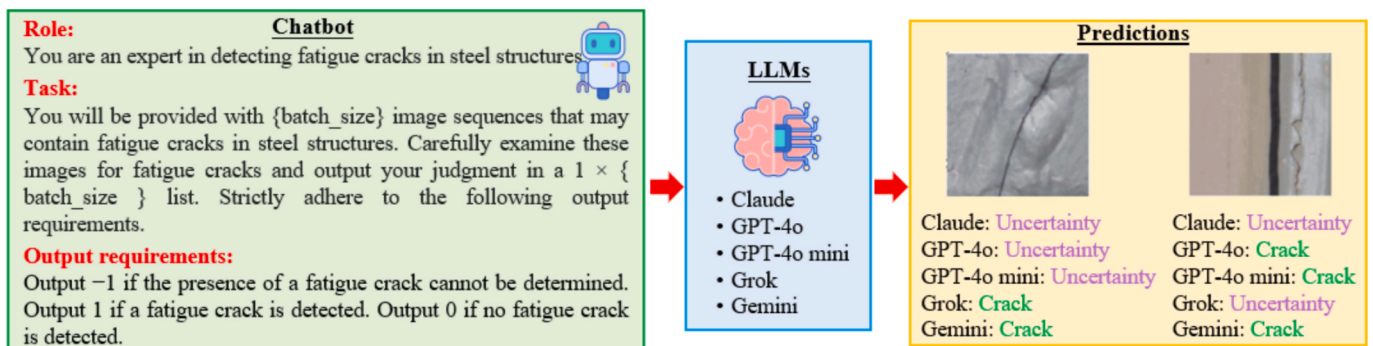 Chatbot
Role:
You are an expert in detecting fatigue cracks in steel structures
Task:
You will be provided with {batch_size} image sequences that may
contain fatigue cracks in steel structures. Carefully examine these
images for fatigue cracks and output your judgment in a 1 × {
batch_size } list. Strictly adhere to the following output
requirements.
Output requirements:
Output −1 if the presence of a fatigue crack cannot be determined.
Output 1 if a fatigue crack is detected. Output 0 if no fatigue crack
is detected.
LLMs
• Claude
• GPT-4o
• GPT-4o mini
• Grok
• Gemini
Predictions
Claude: Uncertainty
GPT-4o: Uncertainty
GPT-4o mini: Uncertainty
Grok: Crack
Gemini: Crack
Claude: Uncertainty
GPT-4o: Crack
GPT-4o mini: Crack
Grok: Uncertainty
Gemini: Crack